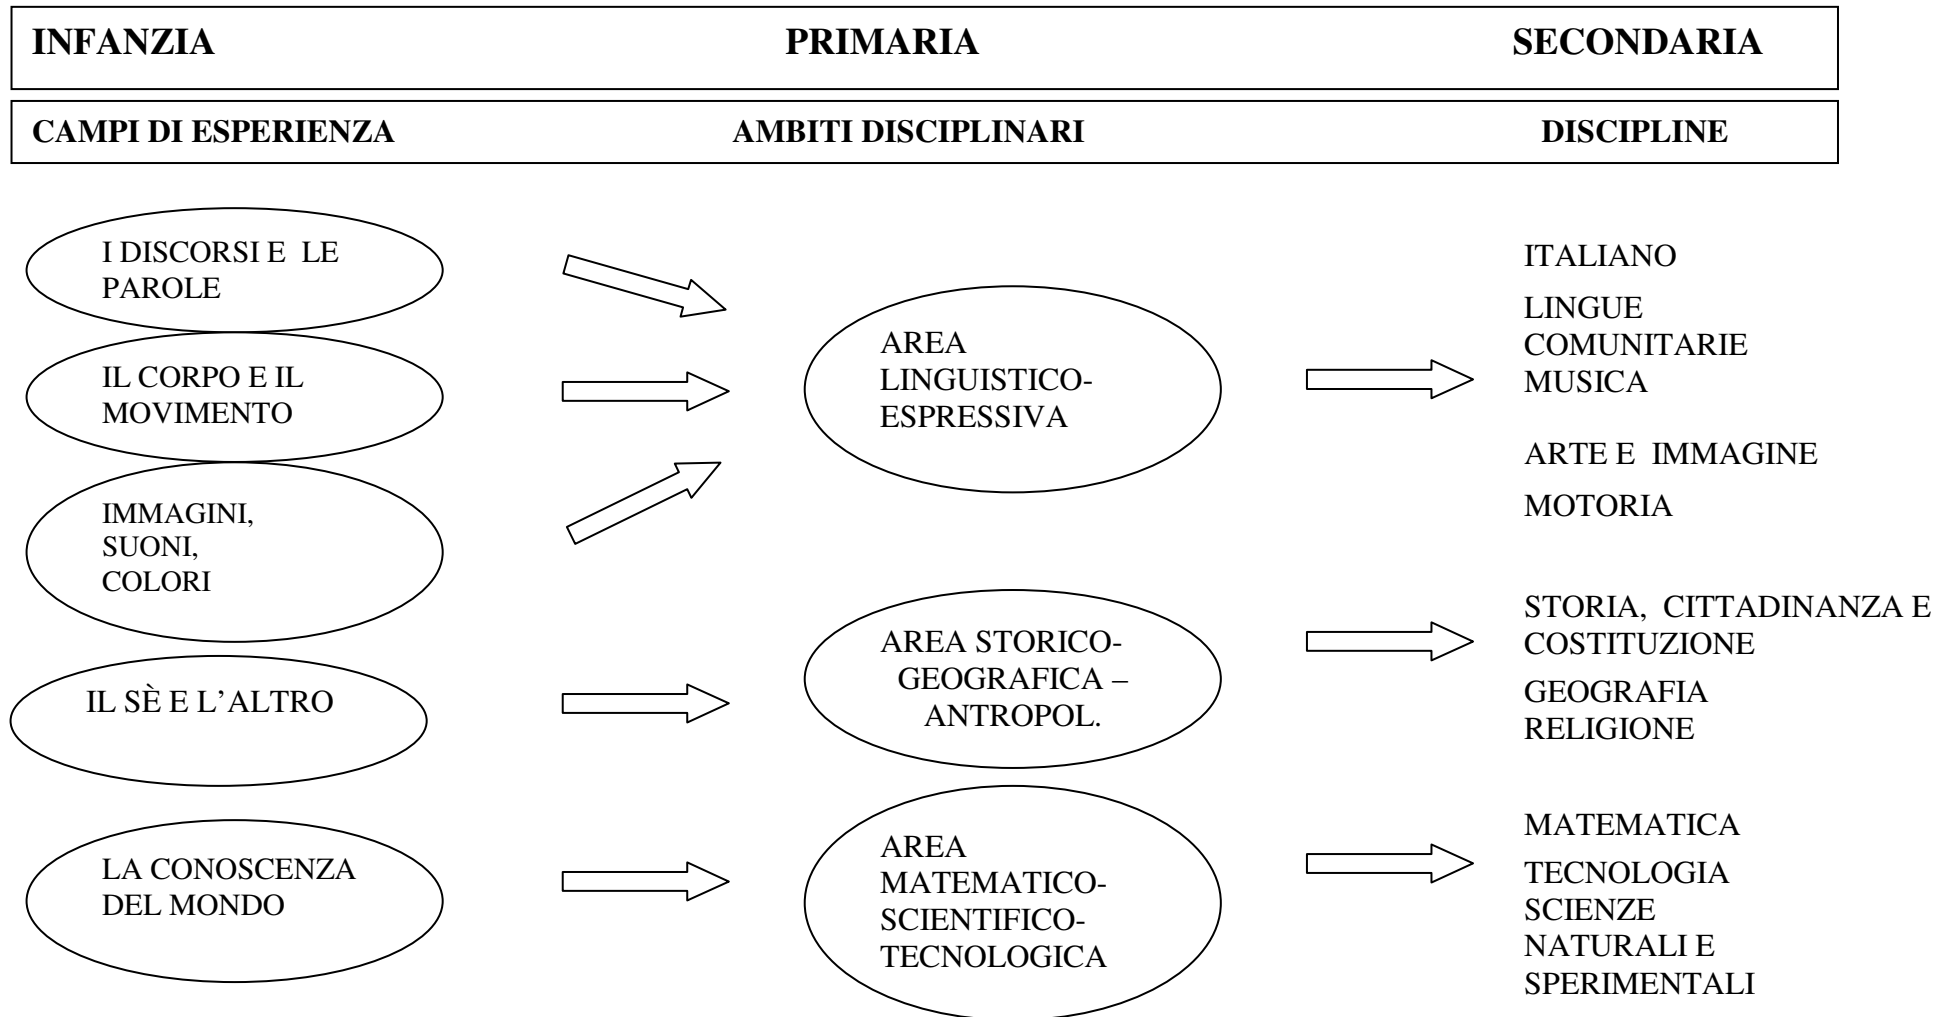 INFANZIA PRIMARIA SECONDARIA
CAMPI DI ESPERIENZA AMBITI DISCIPLINARI DISCIPLINE
I DISCORSI E LE
PAROLE
IL CORPO E IL
MOVIMENTO
IMMAGINI,
SUONI,
COLORI
IL SÈ E L’ALTRO
LA CONOSCENZA
DEL MONDO
AREA
LINGUISTICO-
ESPRESSIVA
AREA STORICO-
GEOGRAFICA –
ANTROPOL.
AREA
MATEMATICO-
SCIENTIFICO-
TECNOLOGICA
ITALIANO
LINGUE
COMUNITARIE
MUSICA
ARTE E IMMAGINE
MOTORIA
STORIA, CITTADINANZA E
COSTITUZIONE
GEOGRAFIA
RELIGIONE
MATEMATICA
TECNOLOGIA
SCIENZE
NATURALI E
SPERIMENTALI